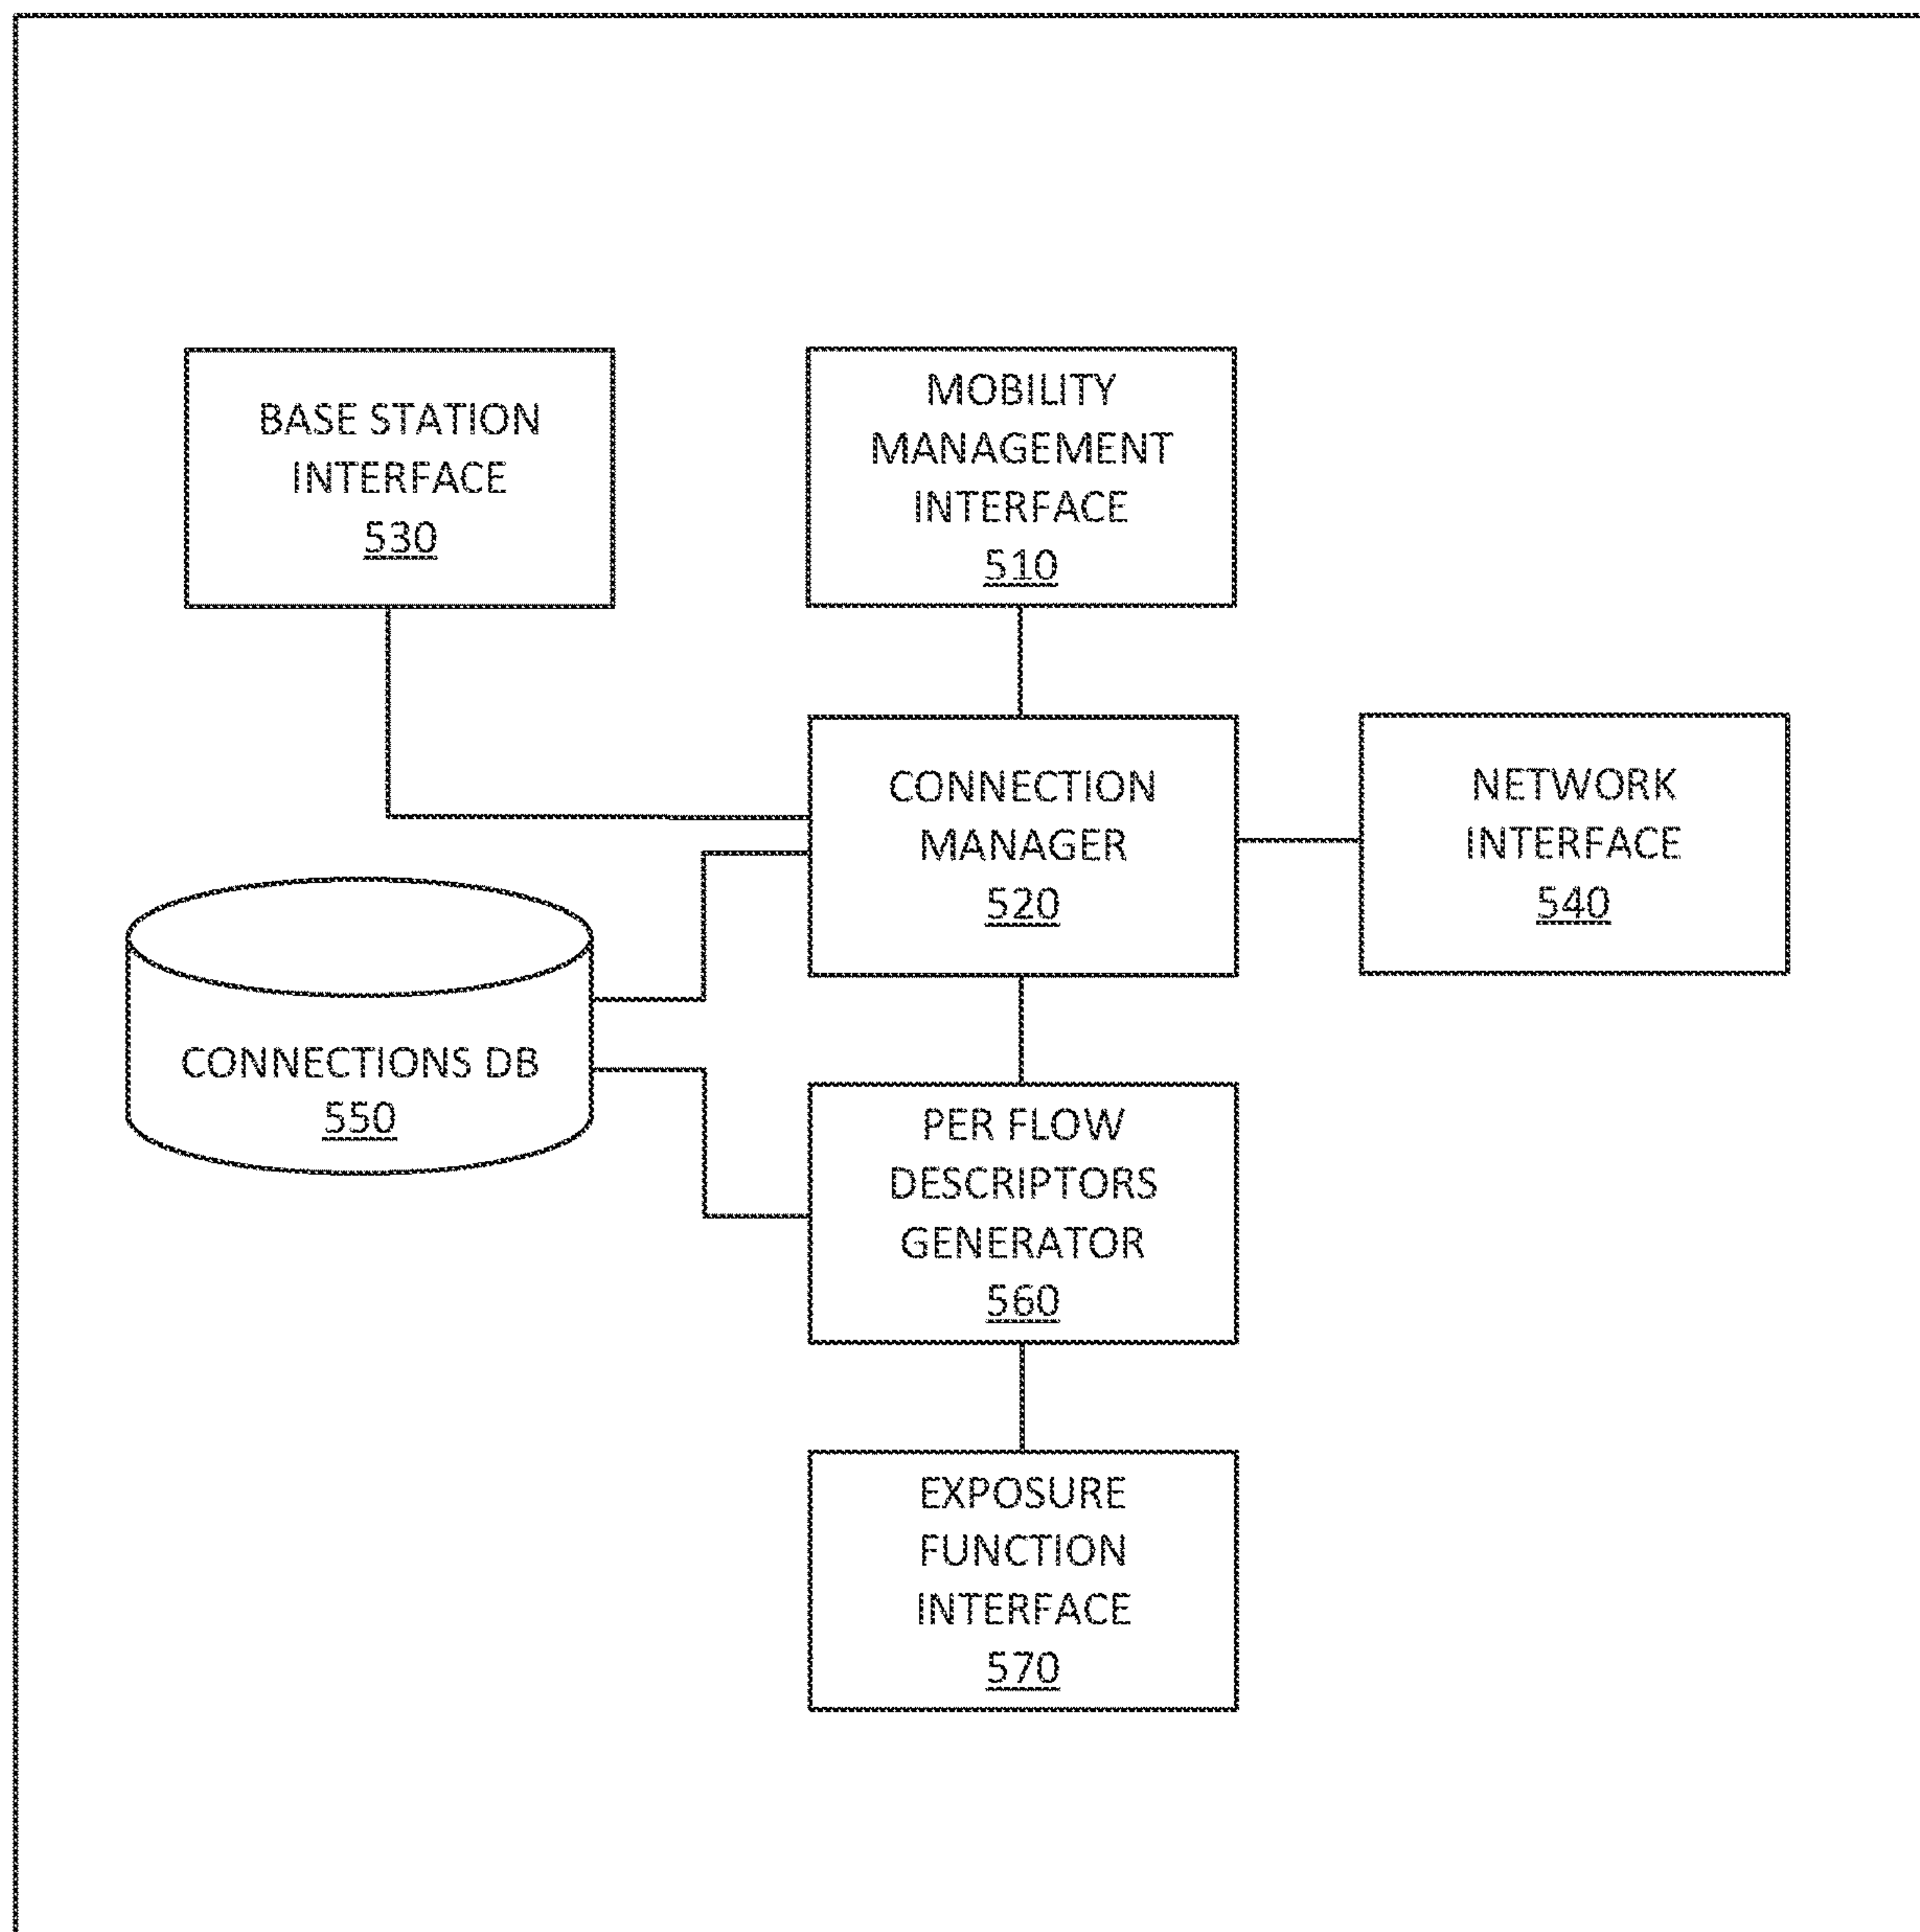 BASE STATION
INTERFACE
530
MOBILITY
MANAGEMENT
INTERFACE
510
CONNECTION
MANAGER
520
NETWORK
INTERFACE
540
CONNECTIONS DB
550
PER FLOW
DESCRIPTORS
GENERATOR
560
EXPOSURE
FUNCTION
INTERFACE
570